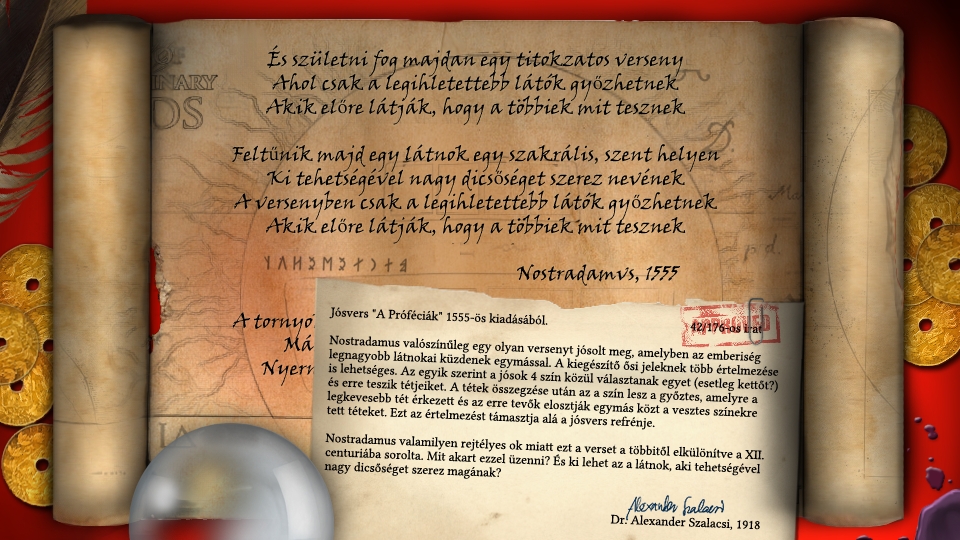 És születni fog majdan egy titokzatos verseny
Ahol csak a legihletettebb látók győzhetnek
Akik előre látják, hogy a többiek mit tesznek
Feltűnik majd egy látnok egy szakrális, szent helyen
Ki tehetségével nagy dicsőséget szerez nevének
A versenyben csak a legihletettebb látók győzhetnek
Akik előre látják, hogy a többiek mit tesznek
Nostradamvs, 1555
A tornyo
Má
Nyern
Jósvers "A Próféciák" 1555-ös kiadásából.
42/176-os irat
APPROVED
Nostradamus valószínűleg egy olyan versenyt jósolt meg, amelyben az emberiség
legnagyobb látnokai küzdenek egymással. A kiegészítő ősi jeleknek több értelmezése
is lehetséges. Az egyik szerint a jósok 4 szín közül választanak egyet (esetleg kettőt?)
és erre teszik tétjeiket. A tétek összegzése után az a szín lesz a győztes, amelyre a
legkevesebb tét érkezett és az erre tevők elosztják egymás közt a vesztes színekre
tett téteket. Ezt az értelmezést támasztja alá a jósvers refrénje.
Nostradamus valamilyen rejtélyes ok miatt ezt a verset a többitől elkülönítve a XII.
centuriába sorolta. Mit akart ezzel üzenni? És ki lehet az a látnok, aki tehetségével
nagy dicsőséget szerez magának?
Alexander Szalacsi
Dr. Alexander Szalacsi, 1918